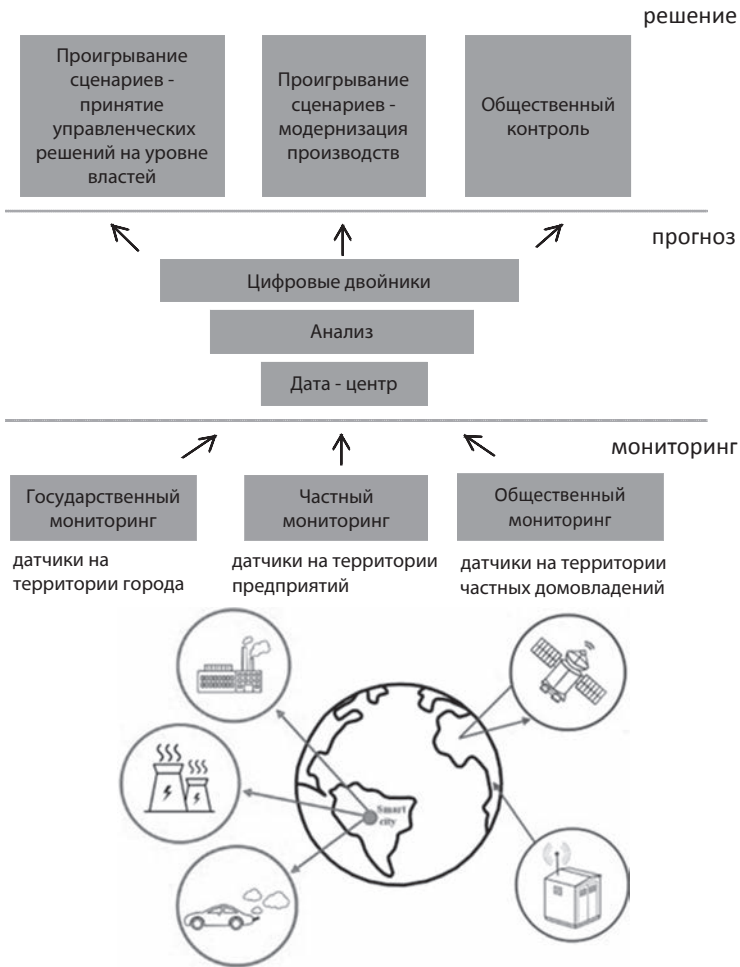 решение
Проигрывание
сценариев -
принятие
управленческих
решений на уровне
властей
Проигрывание
сценариев -
модернизация
производств
Общественный
контроль
прогноз
Цифровые двойники
Анализ
Дата - центр
мониторинг
Государственный
мониторинг
Частный
мониторинг
Общественный
мониторинг
датчики на
территории города
датчики на территории
предприятий
датчики на территории
частных домовладений
Smart
city